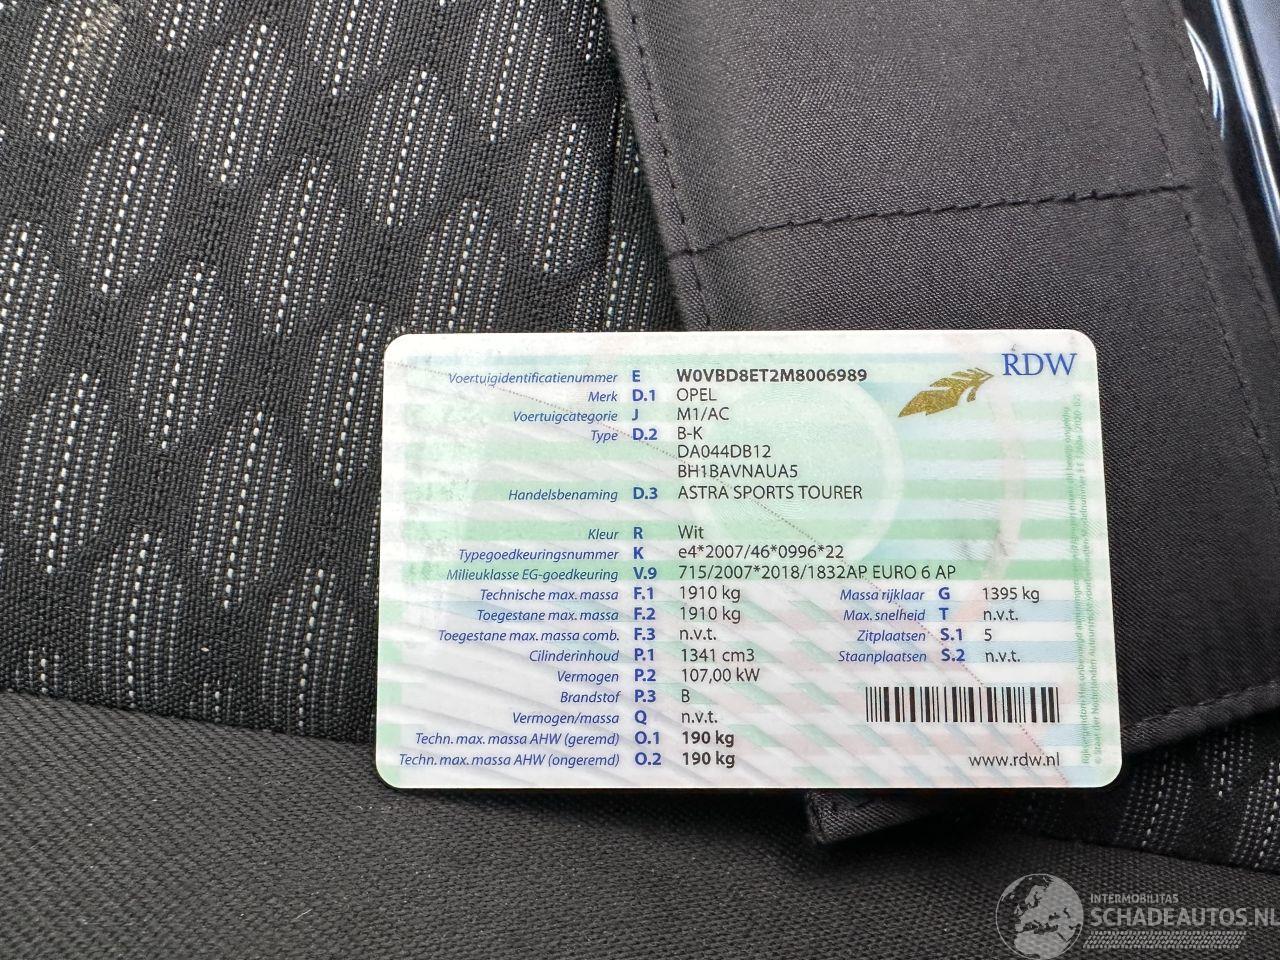 RDW
Voertuigidentificatienummer E W0VBD8ET2M8006989
Merk D.1 OPEL
Voertuigcategorie J M1/AC
Type D.2 B-K
DA044DB12
BH1BAVNAUA5
Handelsbenaming D.3 ASTRA SPORTS TOURER
Kleur R Wit
Typegoedkeuringsnummer K e4*2007/46*0996*22
Milieuklasse EG-goedkeuring V.9 715/2007*2018/1832AP EURO 6 AP
Technische max. massa F.1 1910 kg Massa rijklaar G 1395 kg
Toegestane max. massa F.2 1910 kg Max. snelheid T n.v.t.
Toegestane max. massa comb. F.3 n.v.t. Zitplaatsen S.1 5
Cilinderinhoud P.1 1341 cm3 Staanplaatsen S.2 n.v.t.
Vermogen P.2 107,00 kW
Brandstof P.3 B
Vermogen/massa Q n.v.t.
Techn. max. massa AHW (geremd) O.1 190 kg
Techn. max. massa AHW (ongeremd) O.2 190 kg
www.rdw.nl
INTERMOBILITAS
SCHADEAUTOS.NL